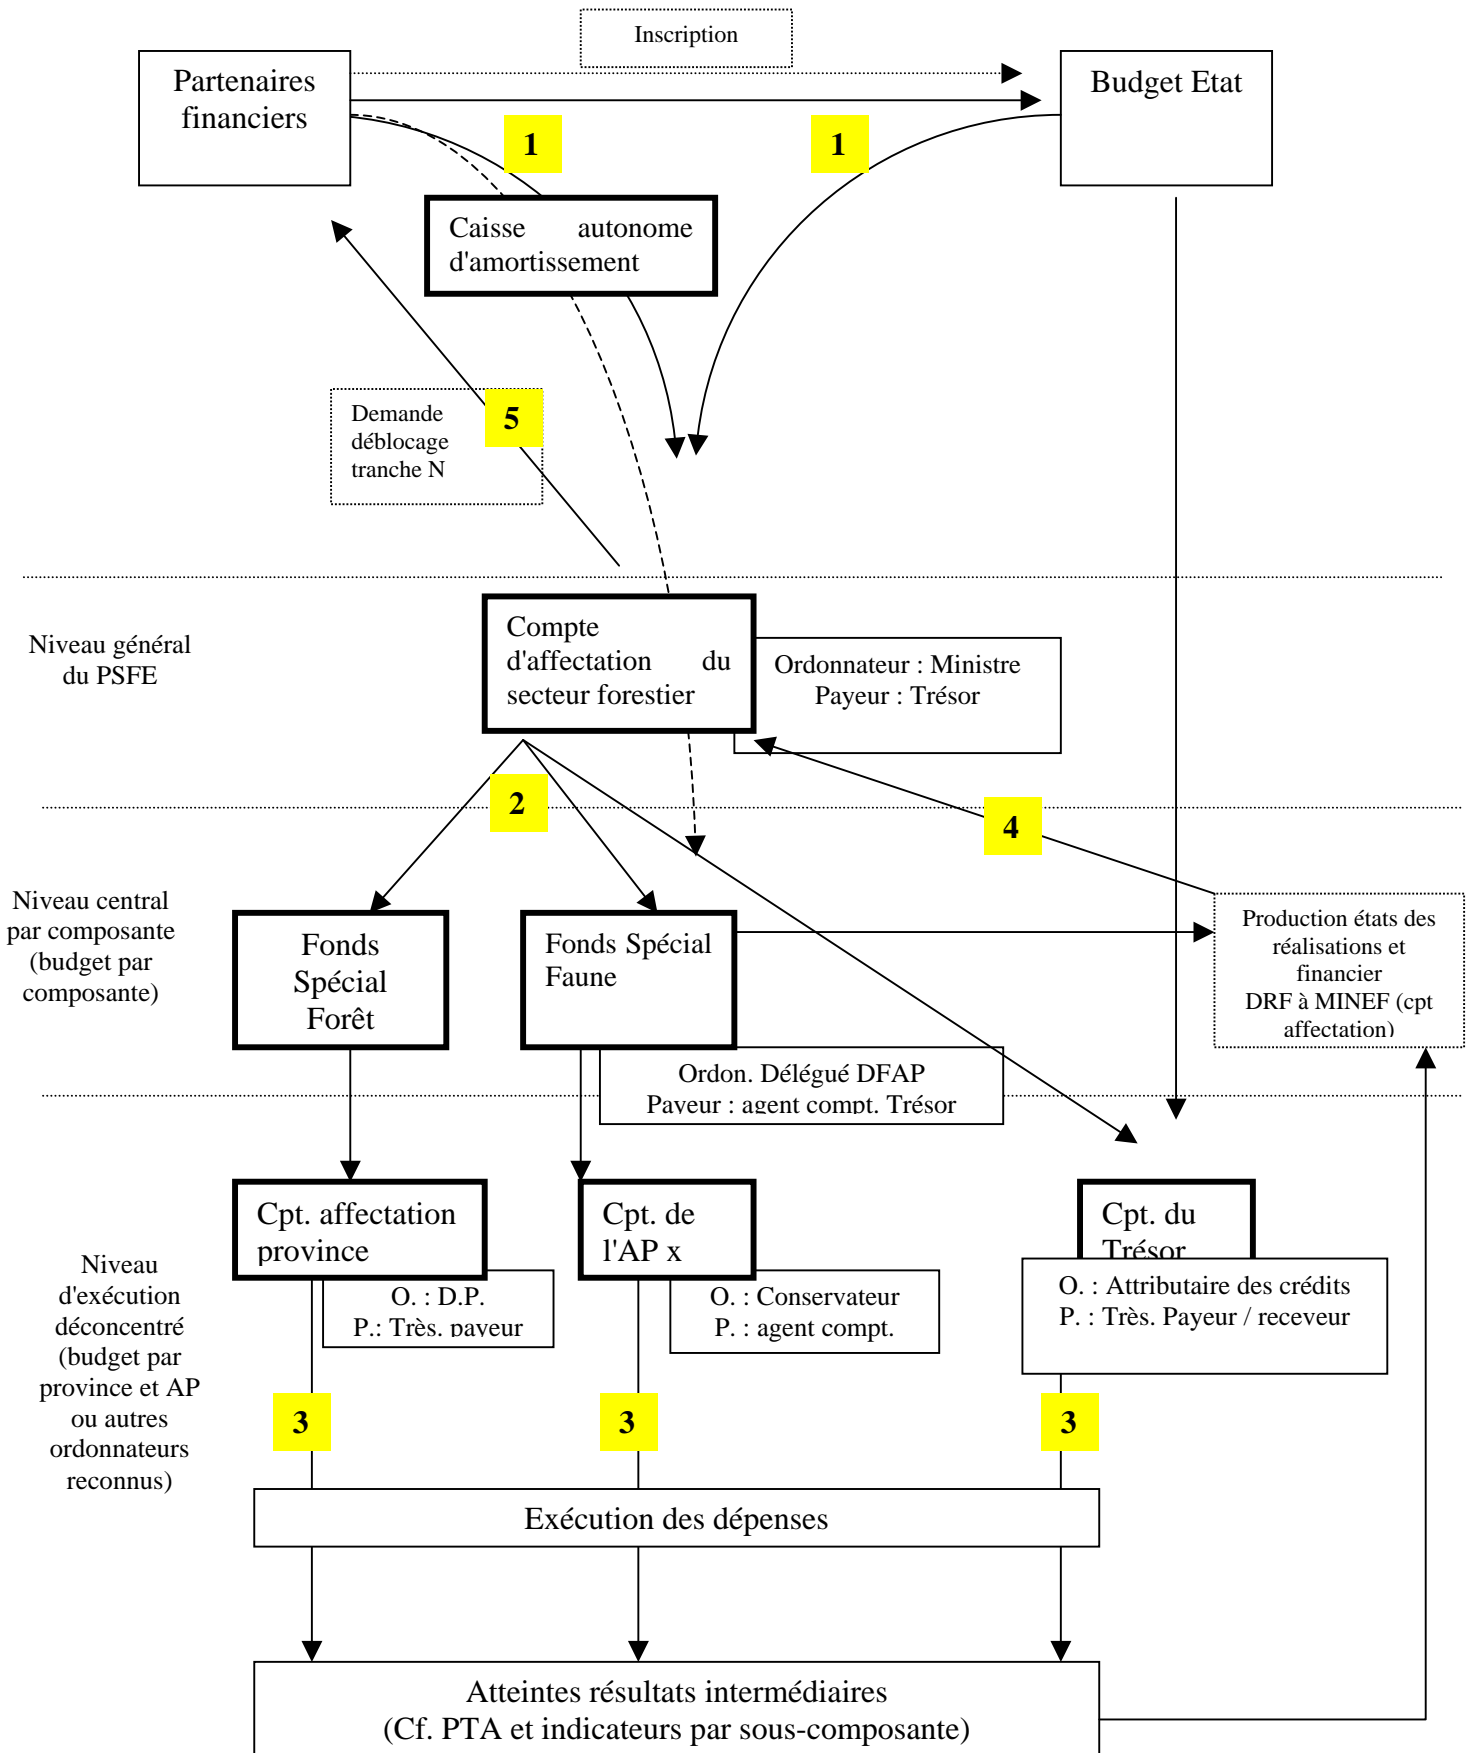 Inscription
Partenaires
financiers
Budget Etat
1
1
Caisse autonome
d'amortissement
Demande
déblocage
tranche N
5
Niveau général
du PSFE
Compte
d'affectation du
secteur forestier
Ordonnateur : Ministre
Payeur : Trésor
2
4
Niveau central
par composante
(budget par
composante)
Fonds
Spécial
Forêt
Fonds Spécial
Faune
Production états des
réalisations et
financier
DRF à MINEF (cpt
affectation)
Ordon. Délégué DFAP
Payeur : agent compt. Trésor
Cpt. affectation
province
Cpt. de
l'AP x
Cpt. du
Trésor
O. : D.P.
P.: Très. payeur
O. : Conservateur
P. : agent compt.
O. : Attributaire des crédits
P. : Très. Payeur / receveur
Niveau
d'exécution
déconcentré
(budget par
province et AP
ou autres
ordonnateurs
reconnus)
3
3
3
Exécution des dépenses
Atteintes résultats intermédiaires
(Cf. PTA et indicateurs par sous-composante)